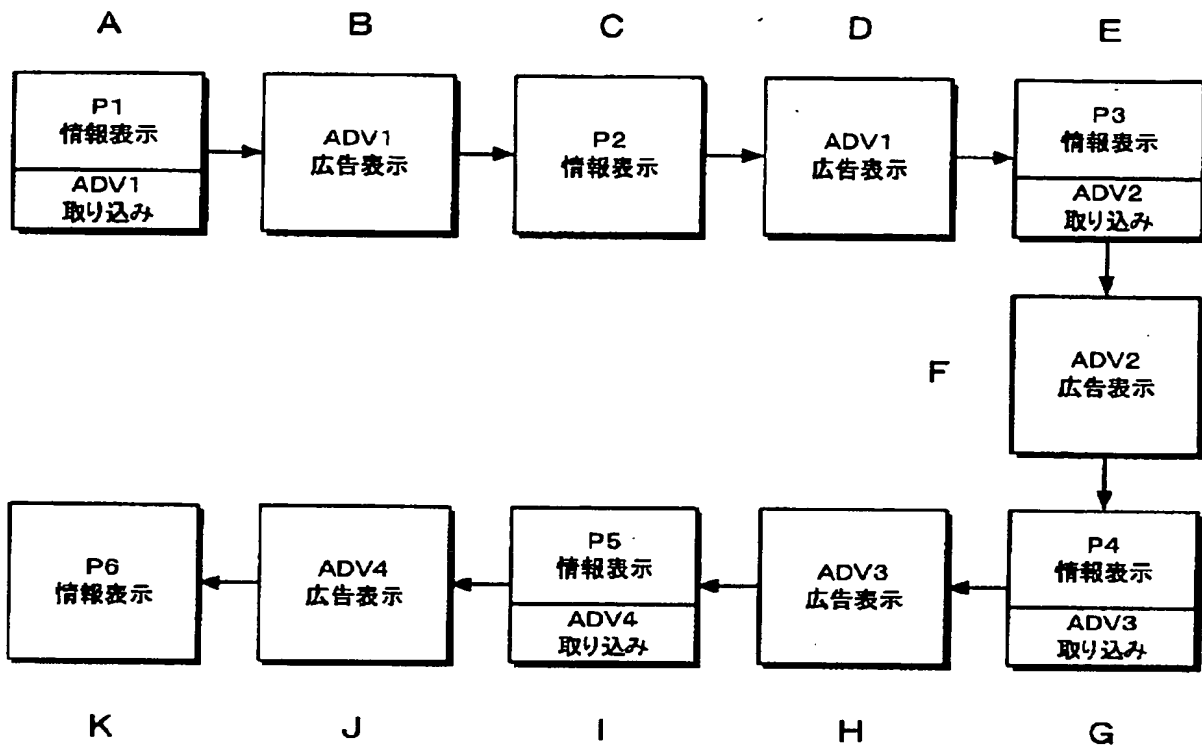 A
B
C
D
E
P1
情報表示
ADV1
取り込み
ADV1
広告表示
P2
情報表示
ADV1
広告表示
P3
情報表示
ADV2
取り込み
F
ADV2
広告表示
P6
情報表示
ADV4
広告表示
P5
情報表示
ADV4
取り込み
ADV3
広告表示
P4
情報表示
ADV3
取り込み
K
J
I
H
G